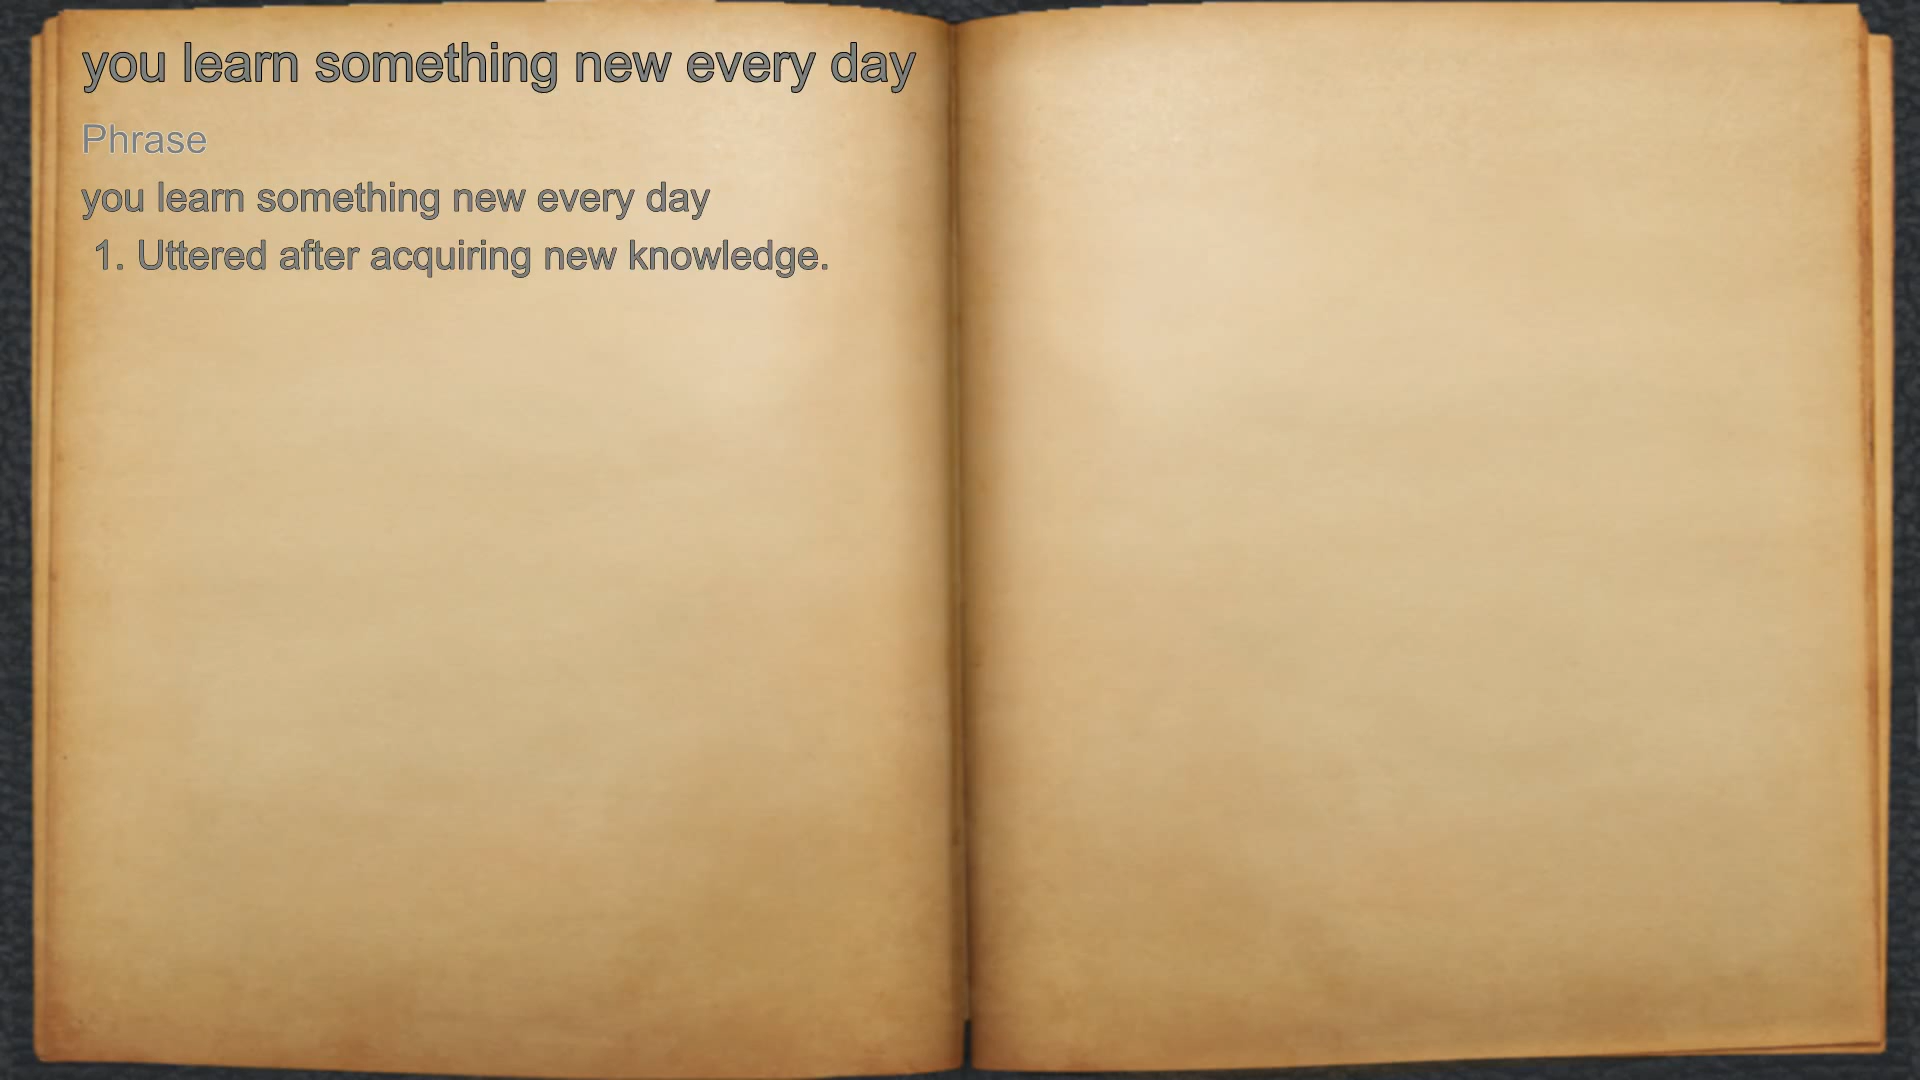 you learn something new every day
Phrase
you learn something new every day
1. Uttered after acquiring new knowledge.